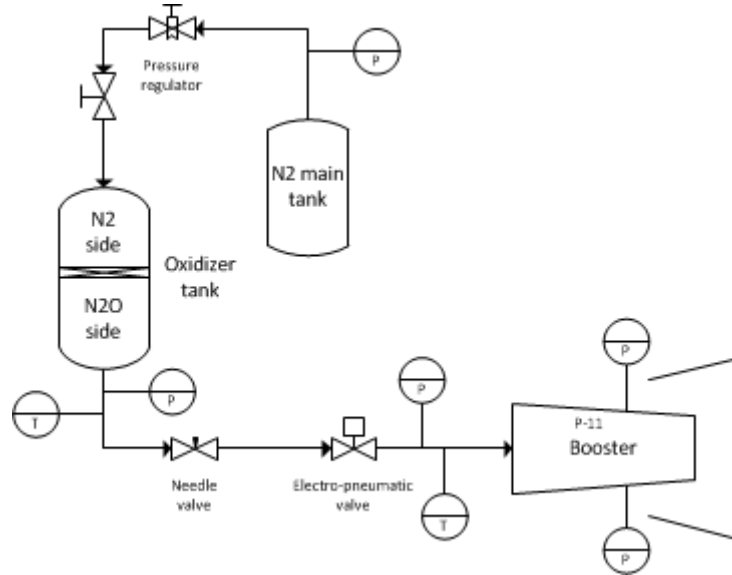 P
Pressure
regulator
N2 main
tank
N2
side
Oxidizer
tank
N2O
side
P
P
P
T
P-11
Booster
Needle
valve
Electro-pneumatic
valve
T
P